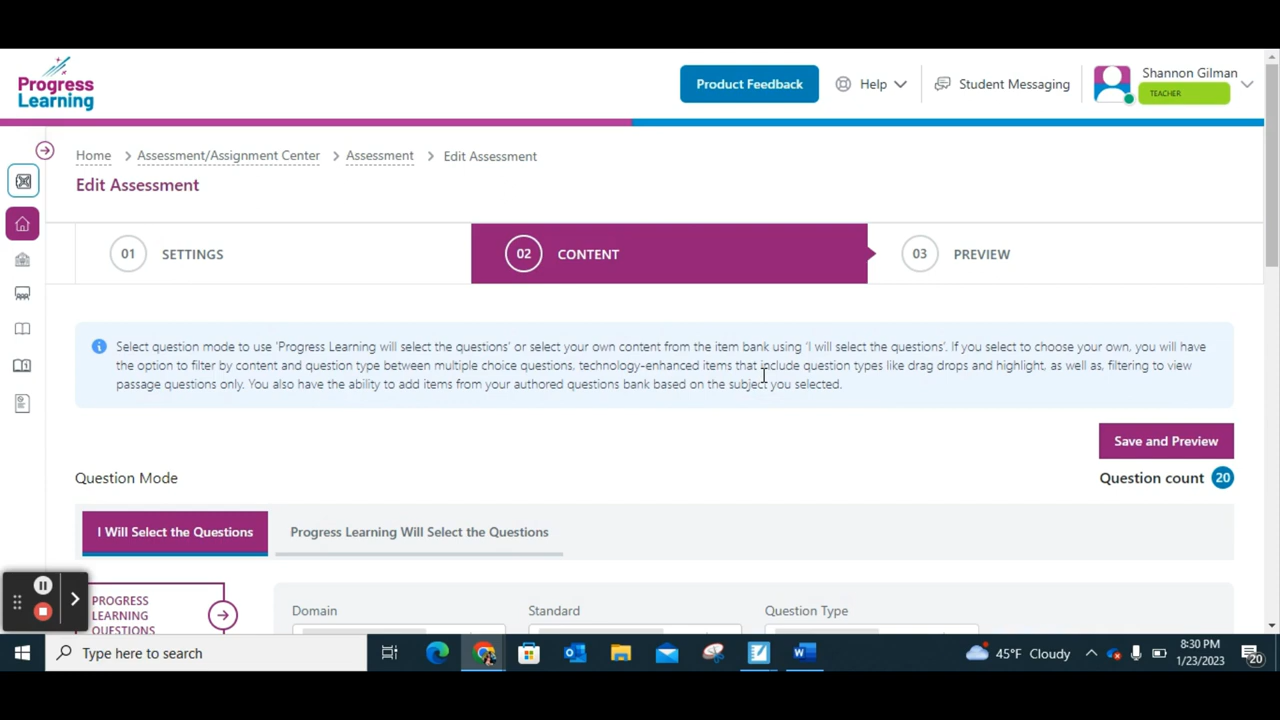 Progress
Learning
Product Feedback
Help
Student Messaging
Shannon Gilman
TEACHER
Home > Assessment/Assignment Center > Assessment > Edit Assessment
Edit Assessment
01 SETTINGS
02 CONTENT
03 PREVIEW
Select question mode to use 'Progress Learning will select the questions' or select your own content from the item bank using 'I will select the questions'. If you select to choose your own, you will have
the option to filter by content and question type between multiple choice questions, technology-enhanced items that include question types like drag drops and highlight, as well as, filtering to view
passage questions only. You also have the ability to add items from your authored questions bank based on the subject you selected.
Save and Preview
Question Mode
Question count 20
I Will Select the Questions
Progress Learning Will Select the Questions
PROGRESS
LEARNING
QUESTIONS
Domain
Standard
Question Type
Type here to search
45°F Cloudy
8:30 PM
1/23/2023
20